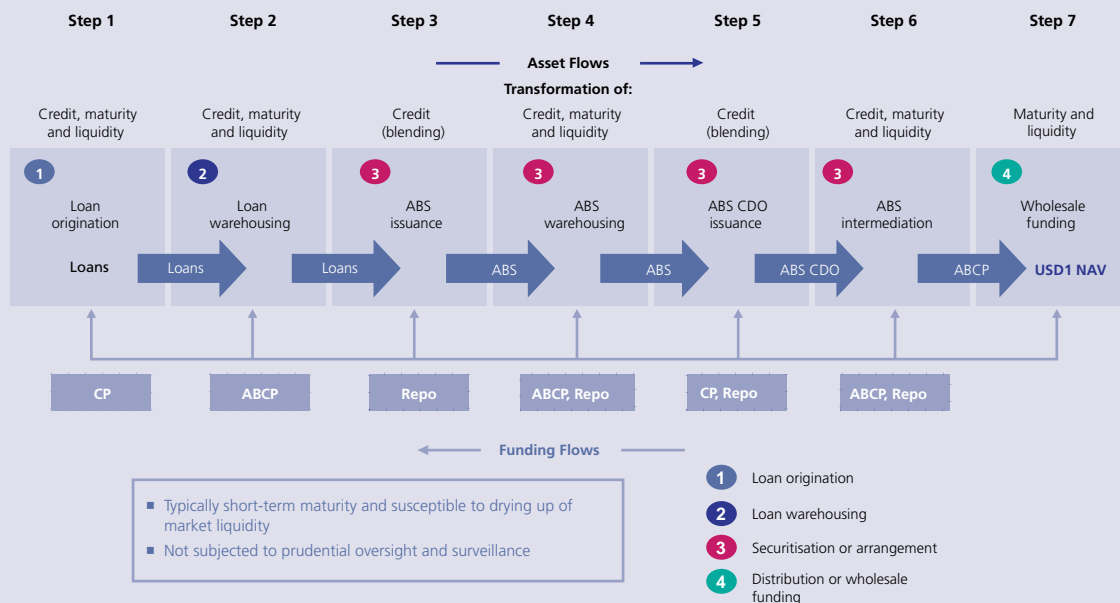 Step 1 Step 2 Step 3 Step 4 Step 5 Step 6 Step 7
Asset Flows
Transformation of:
Credit, maturity Credit, maturity Credit Credit, maturity Credit Credit, maturity Maturity and
and liquidity and liquidity (blending) and liquidity (blending) and liquidity liquidity
1 2 3 3 3 3 4
Loan Loan ABS ABS ABS CDO ABS Wholesale
origination warehousing issuance warehousing issuance intermediation funding
Loans Loans Loans ABS ABS ABS CDO ABCP USD1 NAV
CP ABCP Repo ABCP, Repo CP, Repo ABCP, Repo
Funding Flows
■ Typically short-term maturity and susceptible to drying up of
market liquidity
■ Not subjected to prudential oversight and surveillance
1 Loan origination
2 Loan warehousing
3 Securitisation or arrangement
4 Distribution or wholesale
funding